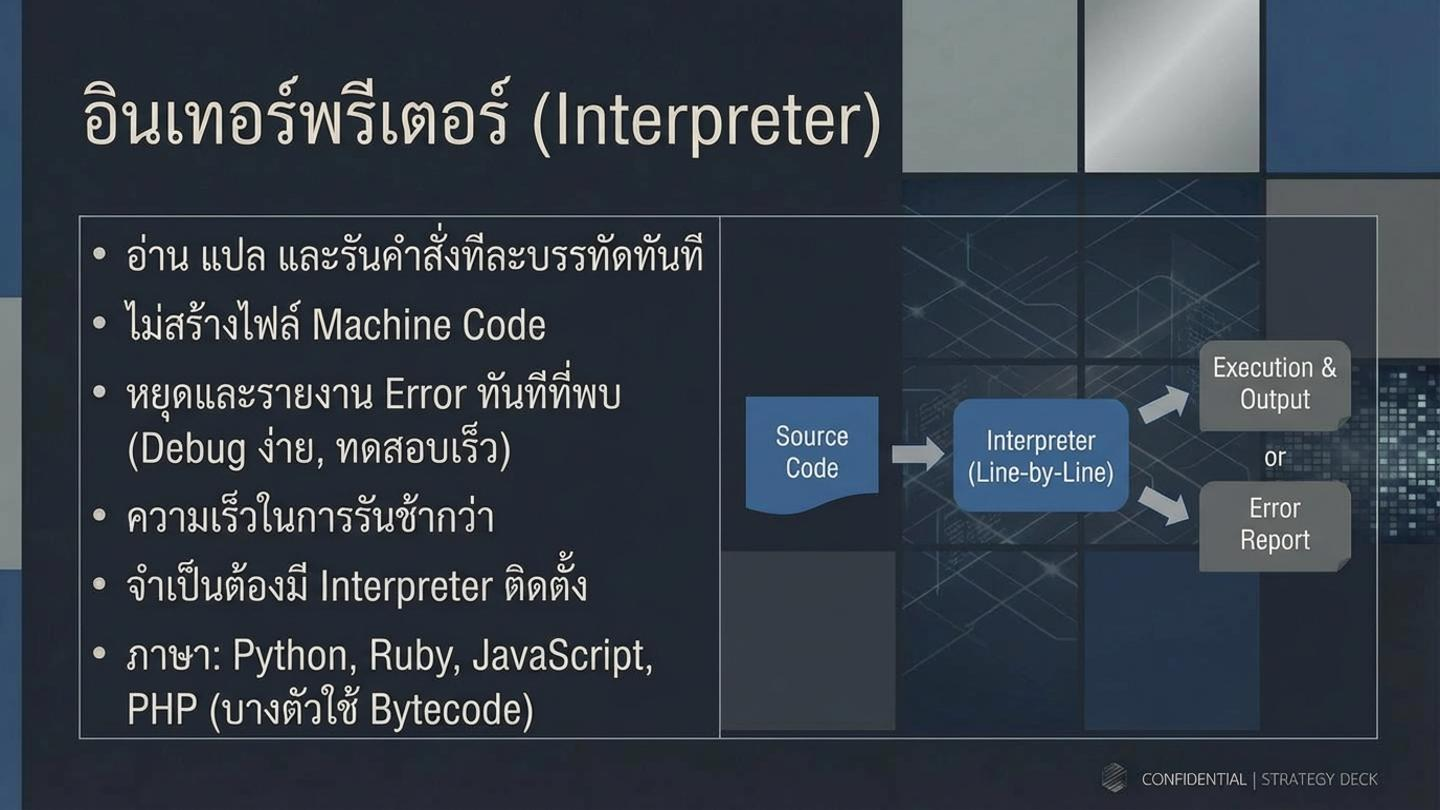 อินเทอร์พรีเตอร์ (Interpreter)
• อ่าน แปล และรันคำสั่งทีละบรรทัดทันที
• ไม่สร้างไฟล์ Machine Code
• หยุดและรายงาน Error ทันทีที่พบ
(Debug ง่าย, ทดสอบเร็ว)
• ความเร็วในการรันช้ากว่า
• จำเป็นต้องมี Interpreter ติดตั้ง
• ภาษา: Python, Ruby, JavaScript,
PHP (บางตัวใช้ Bytecode)
Source
Code
Interpreter
(Line-by-Line)
Execution &
Output
or
Error
Report
CONFIDENTIAL | STRATEGY DECK